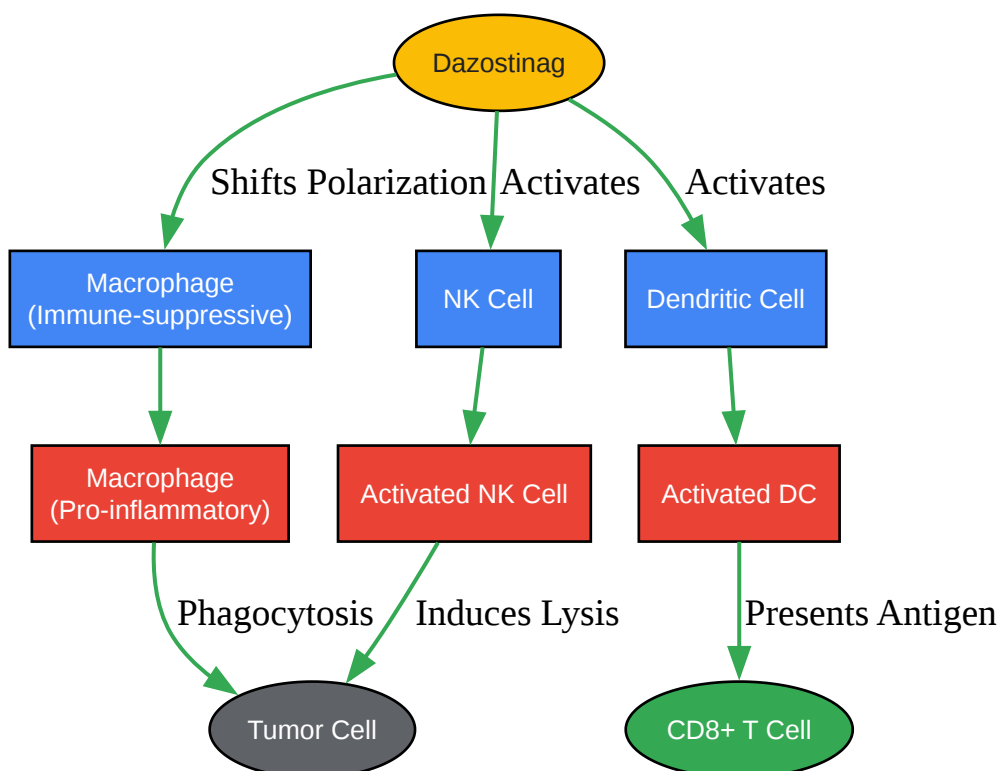 Dazostinag
Shifts Polarization
Activates
Activates
Macrophage
(Immune-suppressive)
NK Cell
Dendritic Cell
Macrophage
(Pro-inflammatory)
Activated NK Cell
Activated DC
Phagocytosis
Induces Lysis
Presents Antigen
Tumor Cell
CD8+ T Cell